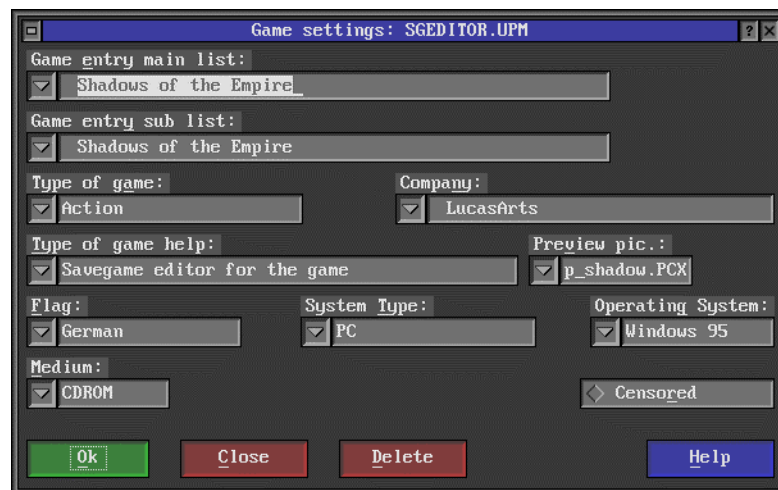 Game settings: SGEDITOR.UPM ? ×
Game entry main list:
Shadows of the Empire_
Game entry sub list:
Shadows of the Empire
Type of game: Company:
Action LucasArts
Type of game help: Preview pic.:
Savegame editor for the game p_shadow.PCX
Flag: System Type: Operating System:
German PC Windows 95
Medium:
CDROM Censored
Ok Close Delete Help